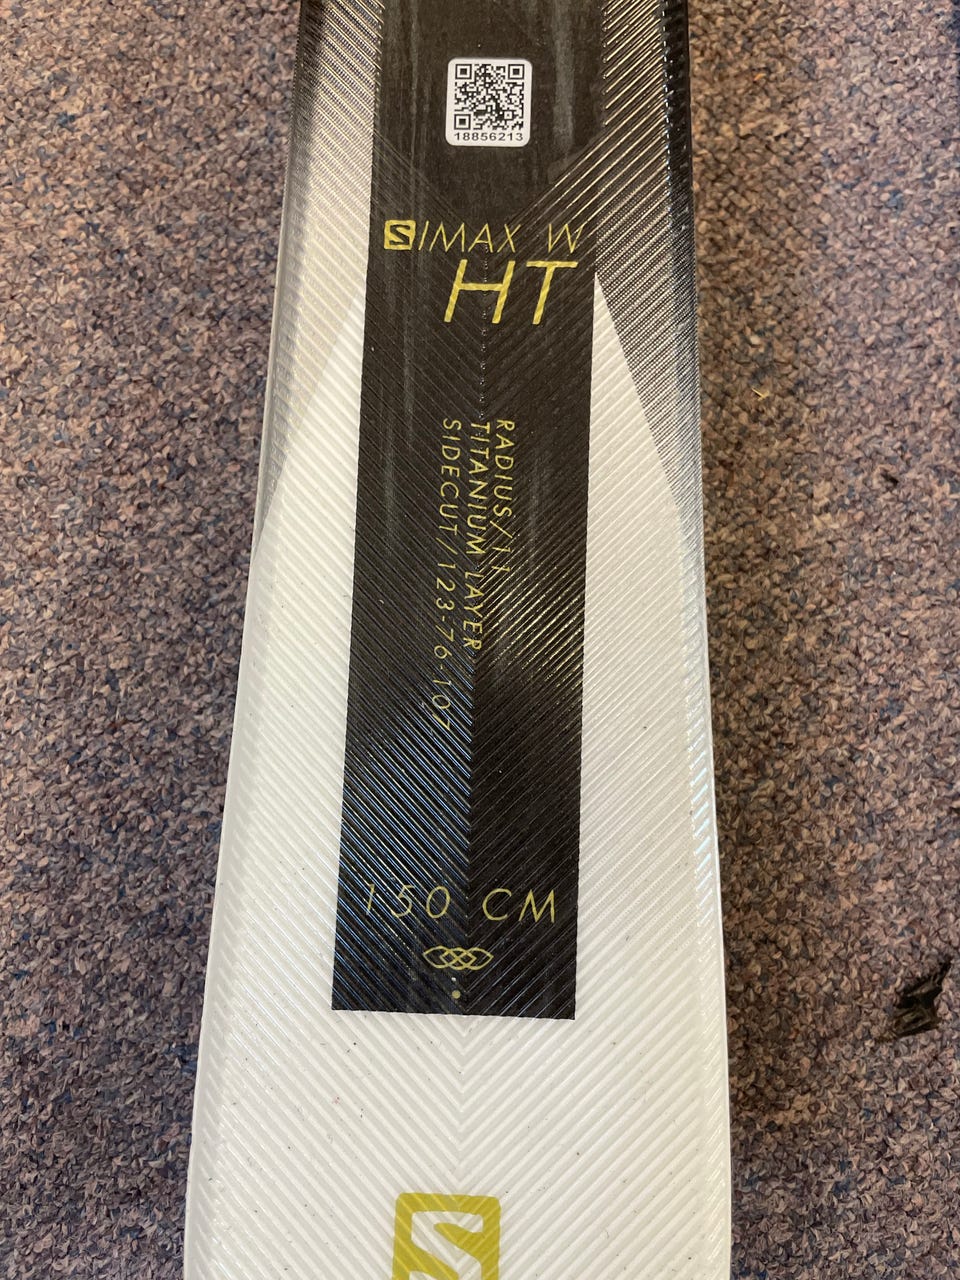 18856213
SIMAX W
HT
RADIUS/11
TITANIUM LAYER
SIDECUT/123-76-107
150 CM
S